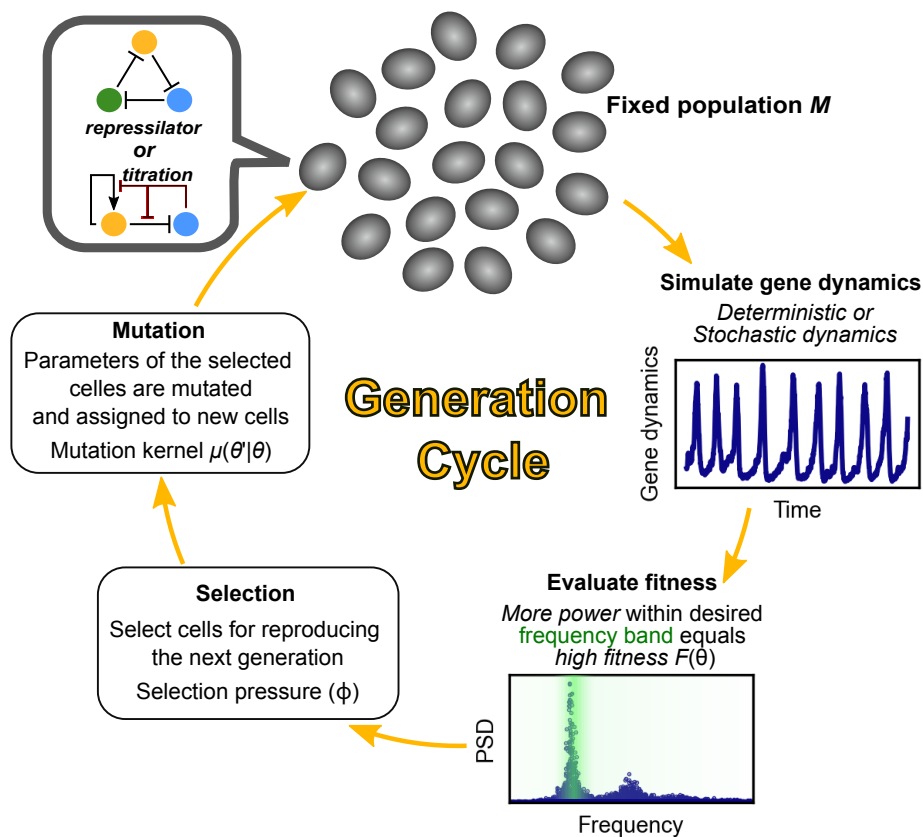 repressilator
or
titration
Fixed population M
Simulate gene dynamics
Deterministic or
Stochastic dynamics
Gene dynamics
Time
Evaluate fitness
More power within desired
frequency band equals
high fitness F(θ)
PSD
Frequency
Selection
Select cells for reproducing
the next generation
Selection pressure (ϕ)
Mutation
Parameters of the selected
celles are mutated
and assigned to new cells
Mutation kernel μ(θ'|θ)
Generation
Cycle